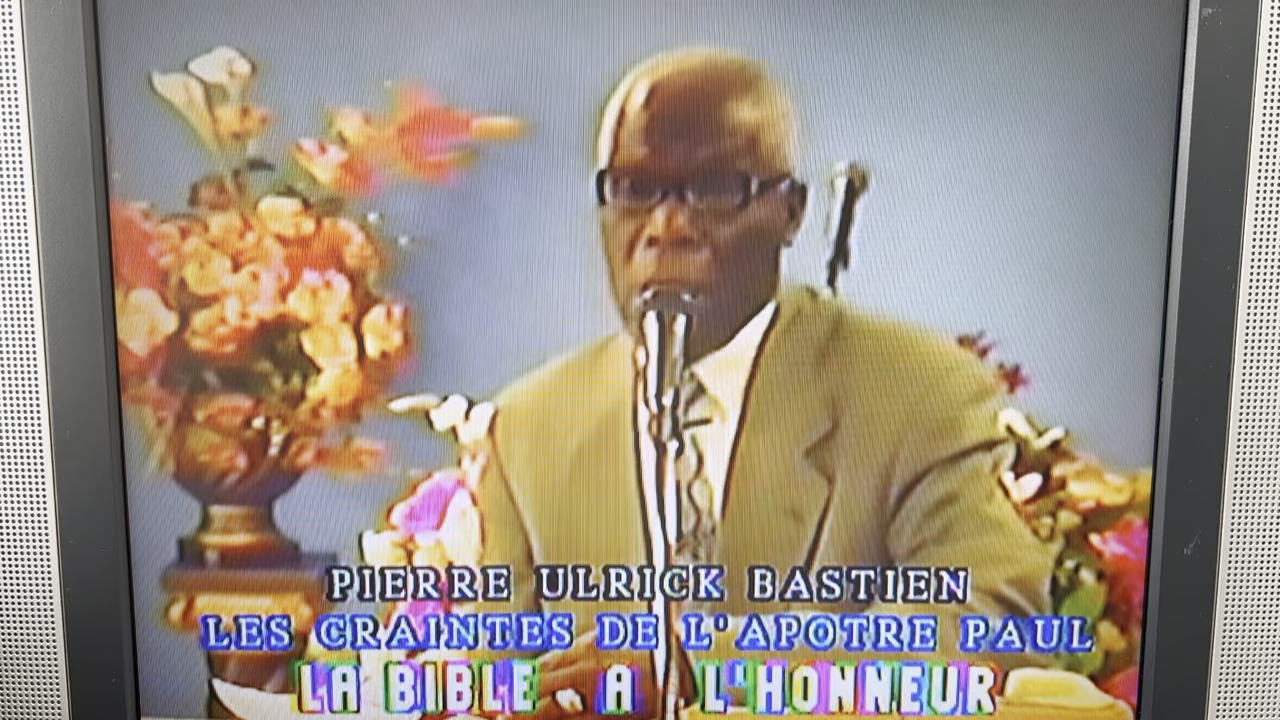 PIERRE ULRICK BASTIEN
LES CRAINTES DE L'APOTRE PAUL
LA BIBLE A L'HONNEUR